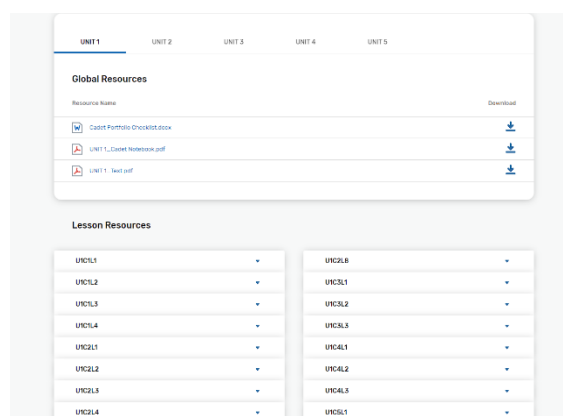 UNIT 1 UNIT 2 UNIT 3 UNIT 4 UNIT 5
Global Resources
Resource Name Download
Cadet Portfolio Checklist.docx
UNIT 1_Cadet Notebook.pdf
UNIT 1_Text.pdf
Lesson Resources
U1C1L1 U1C2L8
U1C1L2 U1C3L1
U1C1L3 U1C3L2
U1C1L4 U1C3L3
U1C2L1 U1C4L1
U1C2L2 U1C4L2
U1C2L3 U1C4L3
U1C2L4 U1C5L1